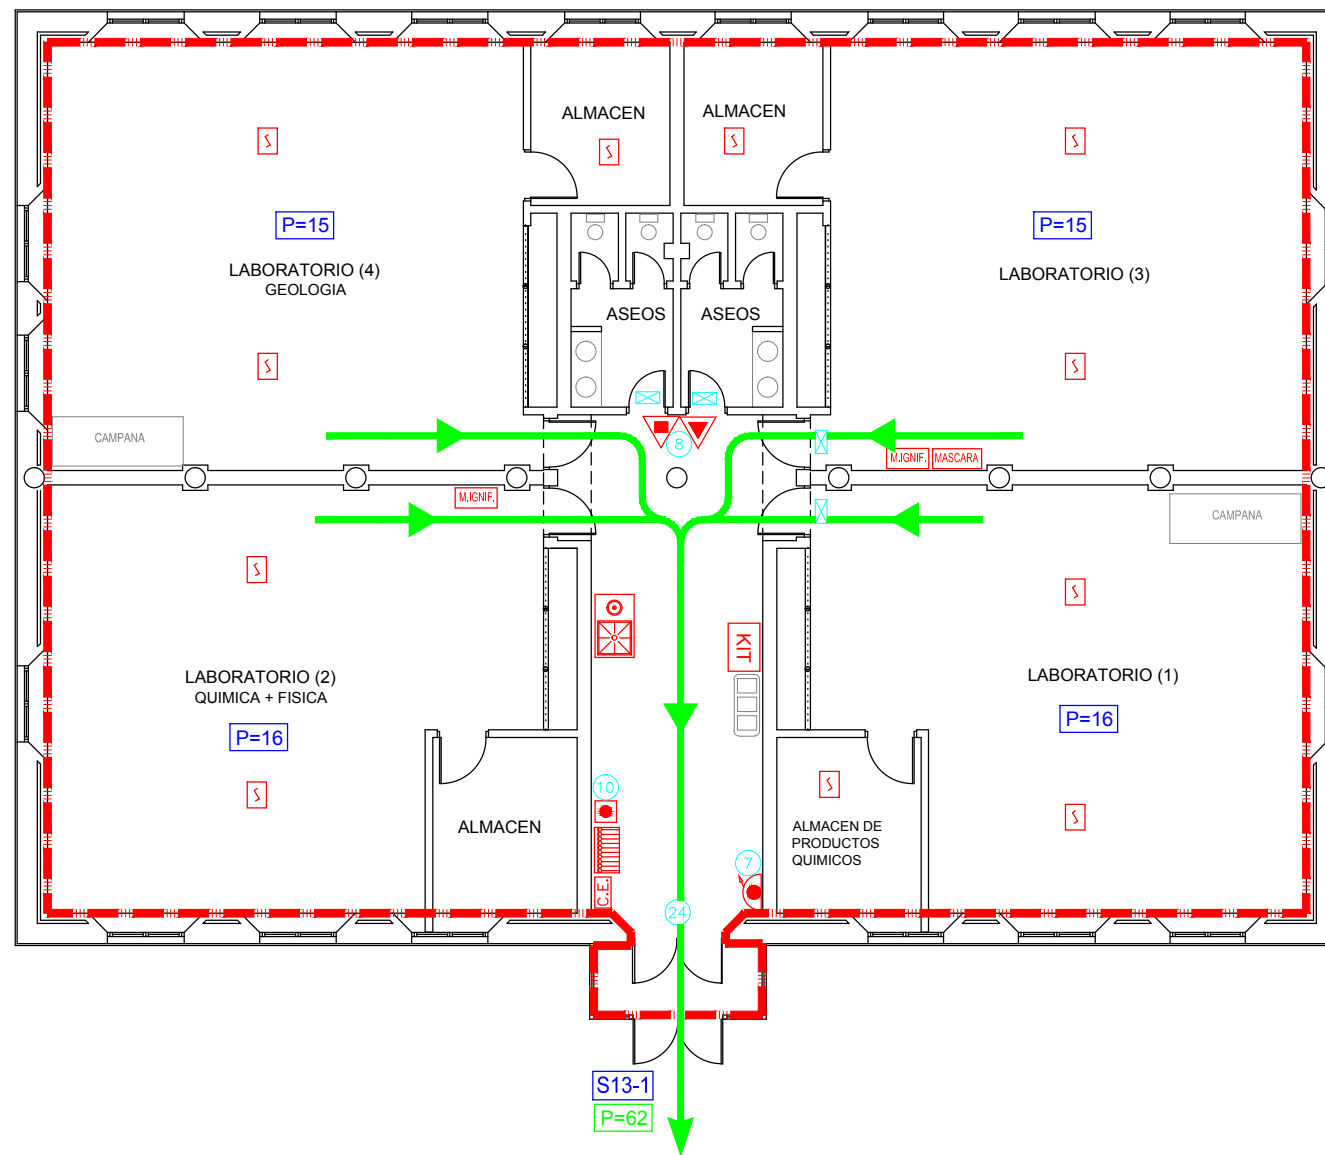 ALMACEN
ALMACEN
P=15
P=15
LABORATORIO (4)
GEOLOGIA
LABORATORIO (3)
ASEOS
ASEOS
CAMPANA
8
M.IGNIF.
MASCARA
M.IGNIF.
CAMPANA
KIT
LABORATORIO (2)
QUIMICA + FISICA
P=16
LABORATORIO (1)
P=16
10
ALMACEN
ALMACEN DE
PRODUCTOS
QUIMICOS
7
C.E.
24
S13-1
P=62